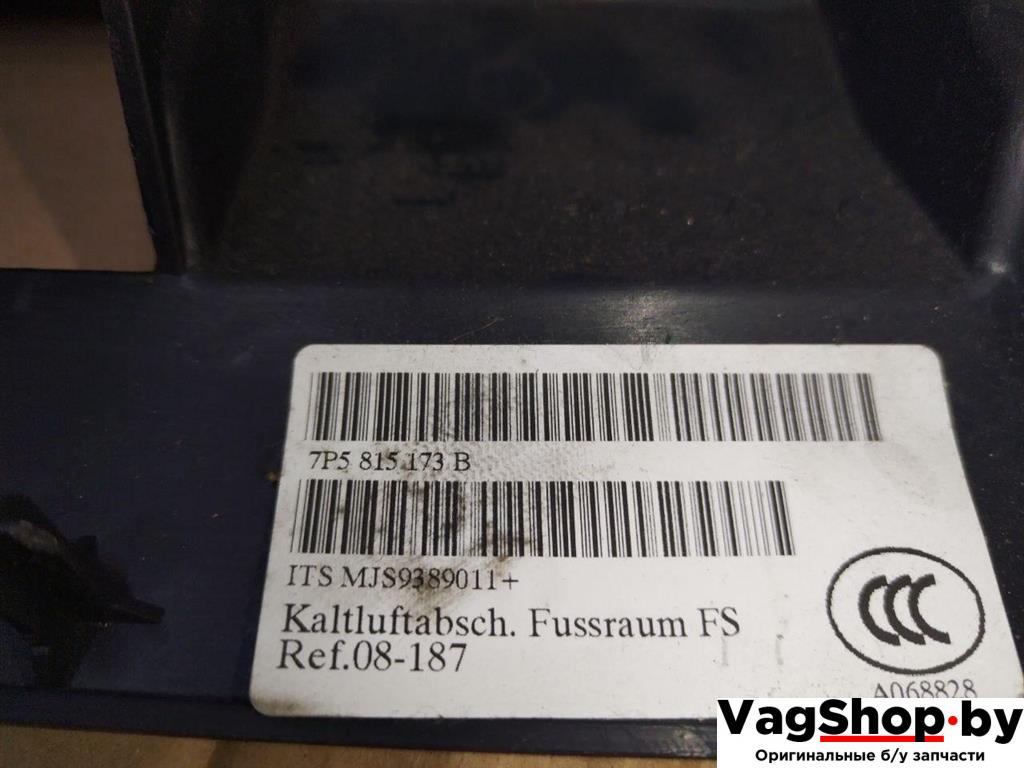 7P5 815 173 B
ITS MJS9389011+
Kaltluftabsch. Fussraum FS
Ref.08-187
CCC
A068828
VagShop.by
Оригинальные б/у запчасти